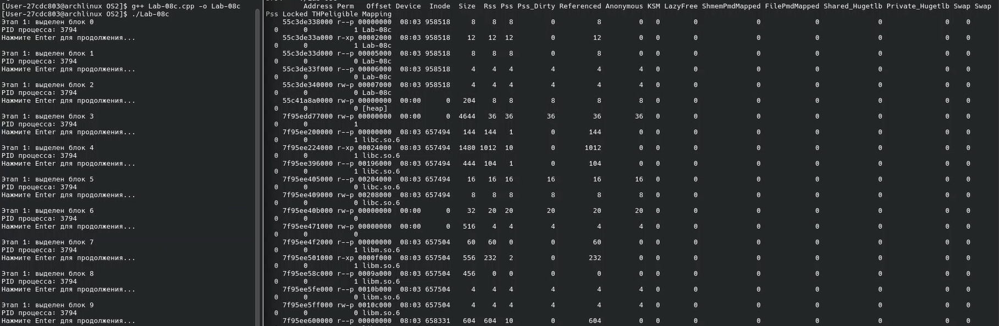 [User-27cdc803@archlinux OS2]$ g++ Lab-08c.cpp -o Lab-08c
[User-27cdc803@archlinux OS2]$ ./Lab-08c
Этап 1: выделен блок 0
PID процесса: 3794
Нажмите Enter для продолжения...
Этап 1: выделен блок 1
PID процесса: 3794
Нажмите Enter для продолжения...
Этап 1: выделен блок 2
PID процесса: 3794
Нажмите Enter для продолжения...
Этап 1: выделен блок 3
PID процесса: 3794
Нажмите Enter для продолжения...
Этап 1: выделен блок 4
PID процесса: 3794
Нажмите Enter для продолжения...
Этап 1: выделен блок 5
PID процесса: 3794
Нажмите Enter для продолжения...
Этап 1: выделен блок 6
PID процесса: 3794
Нажмите Enter для продолжения...
Этап 1: выделен блок 7
PID процесса: 3794
Нажмите Enter для продолжения...
Этап 1: выделен блок 8
PID процесса: 3794
Нажмите Enter для продолжения...
Этап 1: выделен блок 9
PID процесса: 3794
Нажмите Enter для продолжения...
Address Perm Offset Device Inode Size Rss Pss Pss_Dirty Referenced Anonymous KSM LazyFree ShmemPmdMapped FilePmdMapped Shared_Hugetlb Private_Hugetlb Swap Swap
Pss Locked THPeligible Mapping
55c3de338000 r--p 00000000 08:03 958518 8 8 8 0 8 0 0 0 0 0 0 0 0
0 0 1 Lab-08c
55c3de33a000 r-xp 00002000 08:03 958518 12 12 12 0 12 0 0 0 0 0 0 0 0
0 0 1 Lab-08c
55c3de33d000 r--p 00005000 08:03 958518 8 8 8 0 8 0 0 0 0 0 0 0 0
0 0 0 Lab-08c
55c3de33f000 r--p 00006000 08:03 958518 4 4 4 4 4 4 0 0 0 0 0 0 0
0 0 0 Lab-08c
55c3de340000 rw-p 00007000 08:03 958518 4 4 4 4 4 4 0 0 0 0 0 0 0
0 0 0 Lab-08c
55c41a8a0000 rw-p 00000000 00:00 0 204 8 8 8 8 8 0 0 0 0 0 0 0
0 0 0 [heap]
7f95edd77000 rw-p 00000000 00:00 0 4644 36 36 36 36 36 0 0 0 0 0 0 0
0 0 1
7f95ee200000 r--p 00000000 08:03 657494 144 144 1 0 144 0 0 0 0 0 0 0 0
0 0 1 libc.so.6
7f95ee224000 r-xp 00024000 08:03 657494 1480 1012 10 0 1012 0 0 0 0 0 0 0 0
0 0 1 libc.so.6
7f95ee396000 r--p 00196000 08:03 657494 444 104 1 0 104 0 0 0 0 0 0 0 0
0 0 1 libc.so.6
7f95ee405000 r--p 00204000 08:03 657494 16 16 16 16 16 16 0 0 0 0 0 0 0
0 0 0 libc.so.6
7f95ee409000 rw-p 00208000 08:03 657494 8 8 8 8 8 8 0 0 0 0 0 0 0
0 0 0 libc.so.6
7f95ee40b000 rw-p 00000000 00:00 0 32 20 20 20 20 20 0 0 0 0 0 0 0
0 0 0
7f95ee471000 rw-p 00000000 00:00 0 516 4 4 4 4 4 0 0 0 0 0 0 0
0 0 0
7f95ee4f2000 r--p 00000000 08:03 657504 60 60 0 0 60 0 0 0 0 0 0 0 0
0 0 1 libm.so.6
7f95ee501000 r-xp 0000f000 08:03 657504 556 232 2 0 232 0 0 0 0 0 0 0 0
0 0 1 libm.so.6
7f95ee58c000 r--p 0009a000 08:03 657504 456 0 0 0 0 0 0 0 0 0 0 0 0
0 0 1 libm.so.6
7f95ee5fe000 r--p 0010b000 08:03 657504 4 4 4 4 4 4 0 0 0 0 0 0 0
0 0 0 libm.so.6
7f95ee5ff000 rw-p 0010c000 08:03 657504 4 4 4 4 4 4 0 0 0 0 0 0 0
0 0 0 libm.so.6
7f95ee600000 r--p 00000000 08:03 658331 604 604 10 0 604 0 0 0 0 0 0 0 0